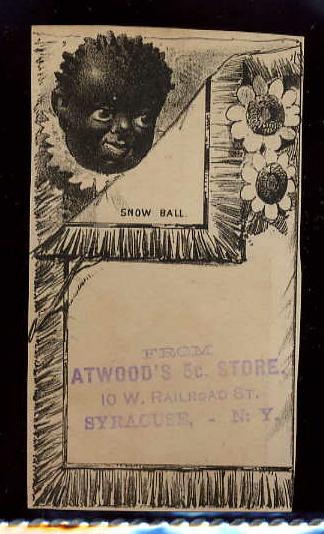 SNOW BALL.
FROM
ATWOOD'S 5c. STORE.
10 W. RAILROAD ST.
SYRACUSE, - N. Y.